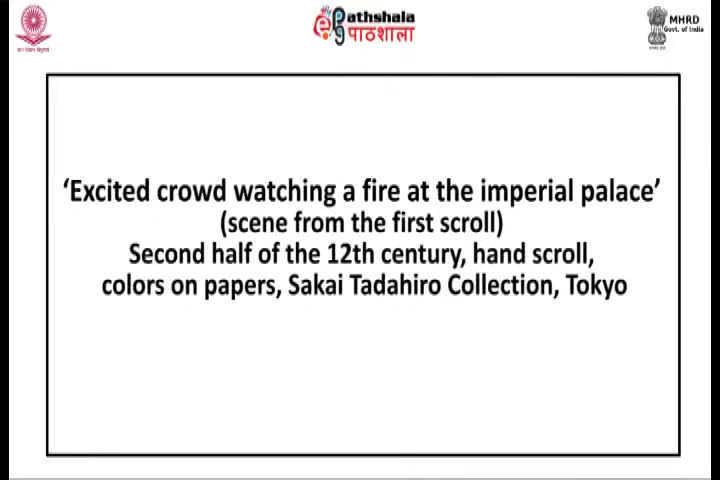 ePathshala
पाठशाला
MHRD
Govt. of India
‘Excited crowd watching a fire at the imperial palace’
(scene from the first scroll)
Second half of the 12th century, hand scroll,
colors on papers, Sakai Tadahiro Collection, Tokyo